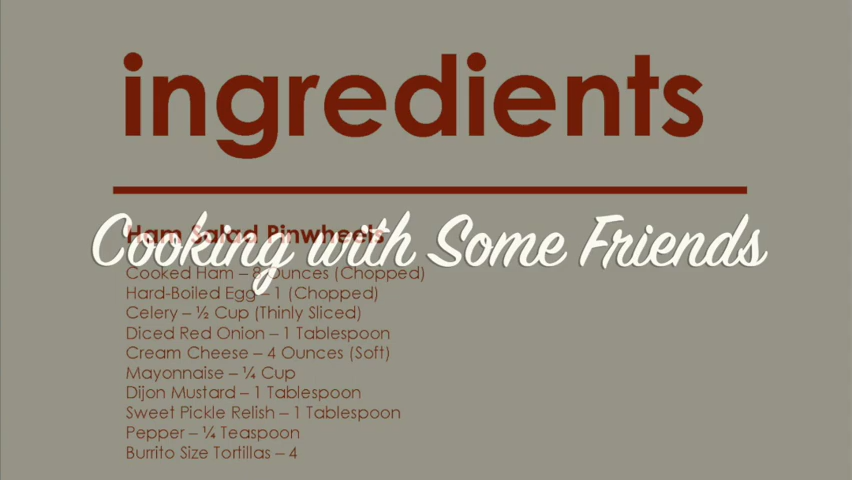 ingredients
Ham Salad Pinwheels
Cooking with Some Friends
Cooked Ham – 8 Ounces (Chopped)
Hard-Boiled Egg – 1 (Chopped)
Celery – ½ Cup (Thinly Sliced)
Diced Red Onion – 1 Tablespoon
Cream Cheese – 4 Ounces (Soft)
Mayonnaise – ¼ Cup
Dijon Mustard – 1 Tablespoon
Sweet Pickle Relish – 1 Tablespoon
Pepper – ¼ Teaspoon
Burrito Size Tortillas – 4